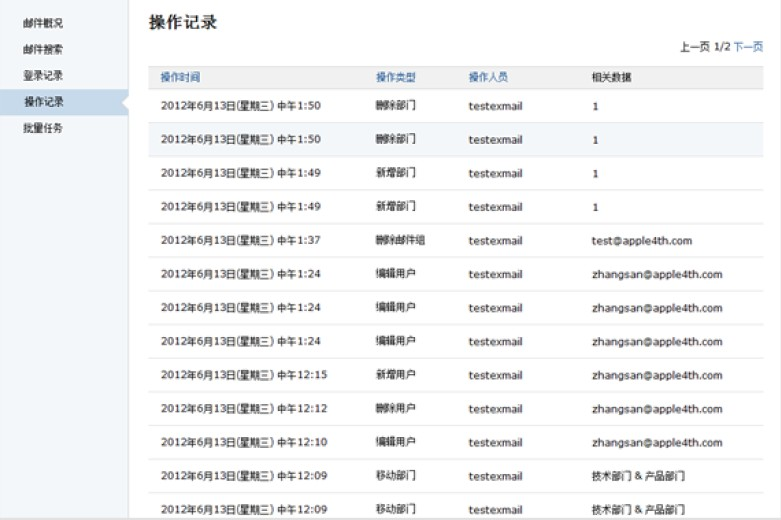 邮件概况
邮件搜索
登录记录
操作记录
批量任务
操作记录
上一页 1/2 下一页
操作时间 操作类型 操作人员 相关数据
2012年6月13日(星期三) 中午1:50 删除部门 testexmail 1
2012年6月13日(星期三) 中午1:50 删除部门 testexmail 1
2012年6月13日(星期三) 中午1:49 新增部门 testexmail 1
2012年6月13日(星期三) 中午1:49 新增部门 testexmail 1
2012年6月13日(星期三) 中午1:37 删除邮件组 testexmail test@apple4th.com
2012年6月13日(星期三) 中午1:24 编辑用户 testexmail zhangsan@apple4th.com
2012年6月13日(星期三) 中午1:24 编辑用户 testexmail zhangsan@apple4th.com
2012年6月13日(星期三) 中午1:24 编辑用户 testexmail zhangsan@apple4th.com
2012年6月13日(星期三) 中午12:15 新增用户 testexmail zhangsan@apple4th.com
2012年6月13日(星期三) 中午12:12 删除用户 testexmail zhangsan@apple4th.com
2012年6月13日(星期三) 中午12:10 编辑用户 testexmail zhangsan@apple4th.com
2012年6月13日(星期三) 中午12:09 移动部门 testexmail 技术部门 & 产品部门
2012年6月13日(星期三) 中午12:09 移动部门 testexmail 技术部门 & 产品部门